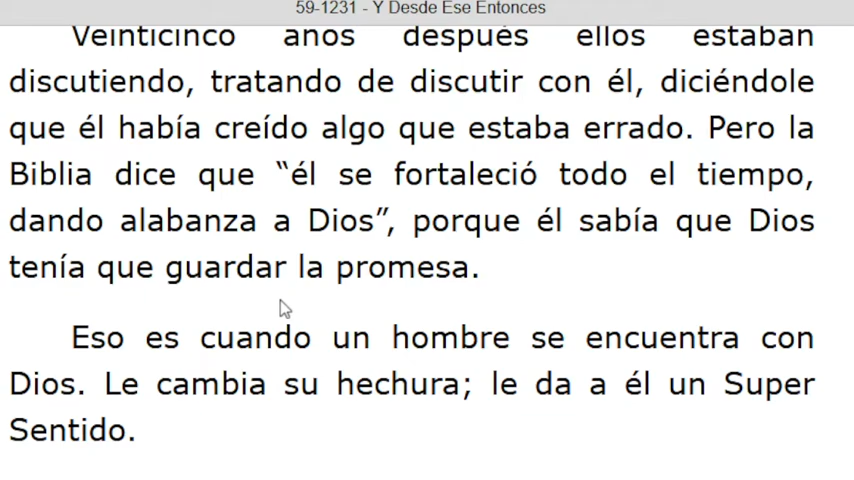 59-1231 - Y Desde Ese Entonces
Veinticinco años después ellos estaban
discutiendo, tratando de discutir con él, diciéndole
que él había creído algo que estaba errado. Pero la
Biblia dice que “él se fortaleció todo el tiempo,
dando alabanza a Dios”, porque él sabía que Dios
tenía que guardar la promesa.
Eso es cuando un hombre se encuentra con
Dios. Le cambia su hechura; le da a él un Super
Sentido.